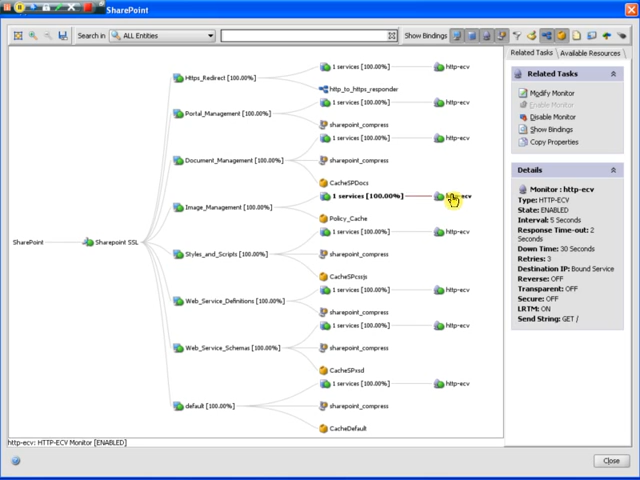 SharePoint
Search in ALL Entities Show Bindings
Related Tasks Available Resources
Related Tasks
Modify Monitor
Enable Monitor
Disable Monitor
Show Bindings
Copy Properties
Details
Monitor : http-ecv
Type: HTTP-ECV
State: ENABLED
Interval: 5 Seconds
Response Time-out: 2
Seconds
Down Time: 30 Seconds
Retries: 3
Destination IP: Bound Service
Reverse: OFF
Transparent: OFF
Secure: OFF
LRTM: ON
Send String: GET /
SharePoint
Sharepoint SSL
Https_Redirect [100.00%]
1 services [100.00%] http-ecv
http_to_https_responder
Portal_Management [100.00%]
1 services [100.00%] http-ecv
sharepoint_compress
Document_Management [100.00%]
1 services [100.00%] http-ecv
sharepoint_compress
CacheSPDocs
Image_Management [100.00%]
1 services [100.00%] http-ecv
Policy_Cache
Styles_and_Scripts [100.00%]
1 services [100.00%] http-ecv
sharepoint_compress
CacheSPcssjs
Web_Service_Definitions [100.00%]
1 services [100.00%] http-ecv
sharepoint_compress
Web_Service_Schemas [100.00%]
1 services [100.00%] http-ecv
sharepoint_compress
CacheSPxsd
default [100.00%]
1 services [100.00%] http-ecv
sharepoint_compress
CacheDefault
http-ecv: HTTP-ECV Monitor [ENABLED]
Close